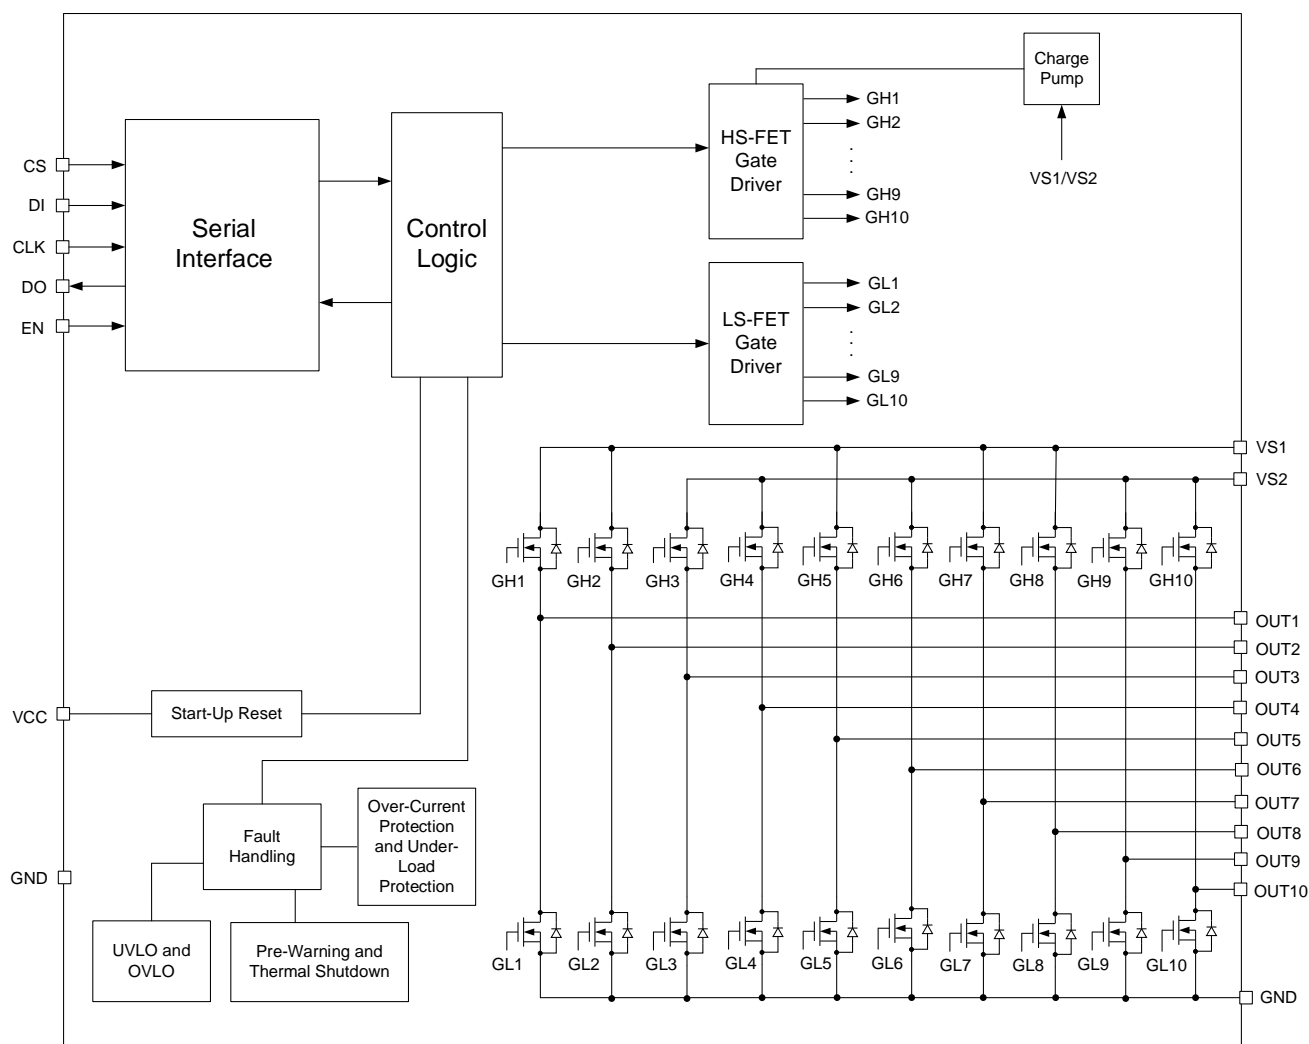 Charge
Pump
VS1/VS2
HS-FET
Gate
Driver
GH1
GH2
GH9
GH10
CS
DI
CLK
DO
EN
Serial
Interface
Control
Logic
LS-FET
Gate
Driver
GL1
GL2
GL9
GL10
VS1
VS2
GH1
GH2
GH3
GH4
GH5
GH6
GH7
GH8
GH9
GH10
OUT1
OUT2
OUT3
OUT4
OUT5
OUT6
OUT7
OUT8
OUT9
OUT10
VCC
Start-Up Reset
Fault
Handling
Over-Current
Protection
and Under-
Load
Protection
GND
UVLO and
OVLO
Pre-Warning and
Thermal Shutdown
GL1
GL2
GL3
GL4
GL5
GL6
GL7
GL8
GL9
GL10
GND